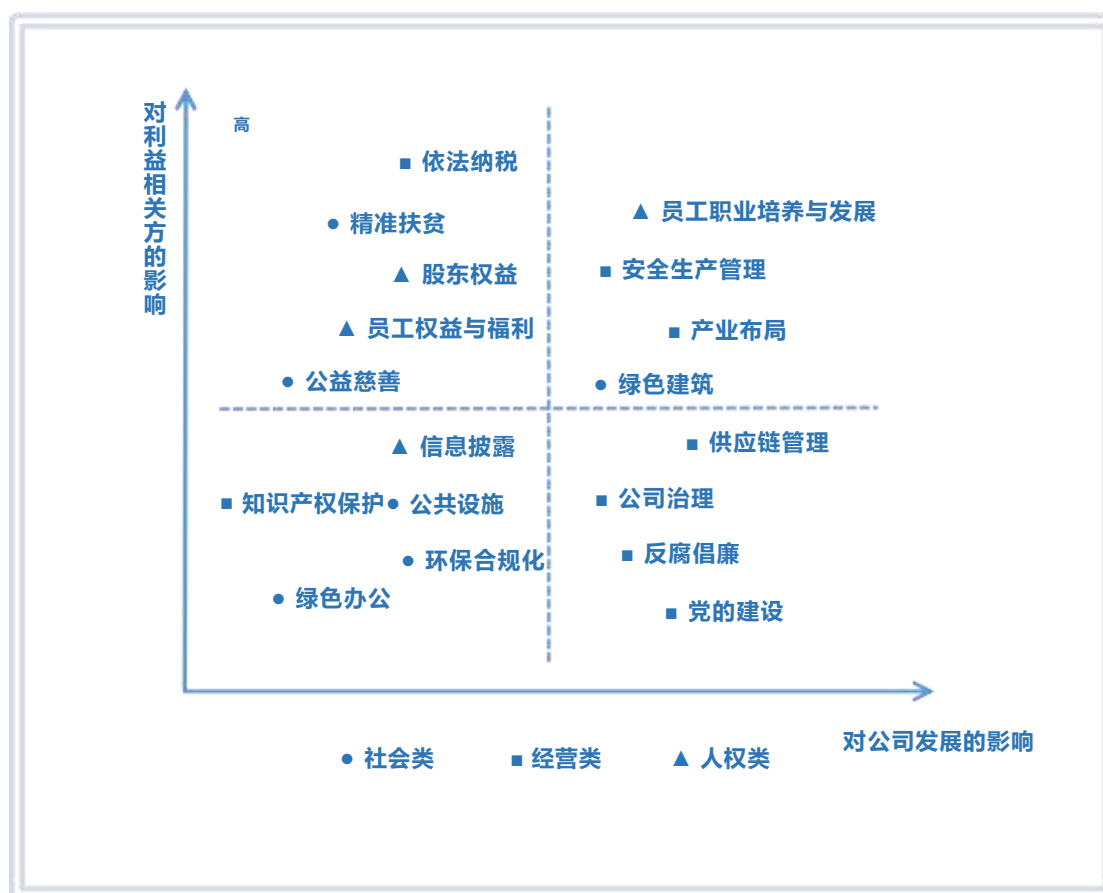 对利益相关方的影响
高
■ 依法纳税
▲ 员工职业培养与发展
● 精准扶贫
■ 安全生产管理
▲ 股东权益
▲ 员工权益与福利
■ 产业布局
● 公益慈善
● 绿色建筑
▲ 信息披露
■ 供应链管理
■ 知识产权保护
● 公共设施
■ 公司治理
● 环保合规化
■ 反腐倡廉
● 绿色办公
■ 党的建设
对公司发展的影响
● 社会类
■ 经营类
▲ 人权类